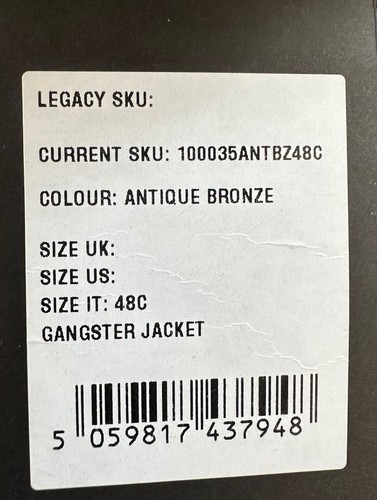 LEGACY SKU:
CURRENT SKU: 100035ANTBZ48C
COLOUR: ANTIQUE BRONZE
SIZE UK:
SIZE US:
SIZE IT: 48C
GANGSTER JACKET
5 059817 437948